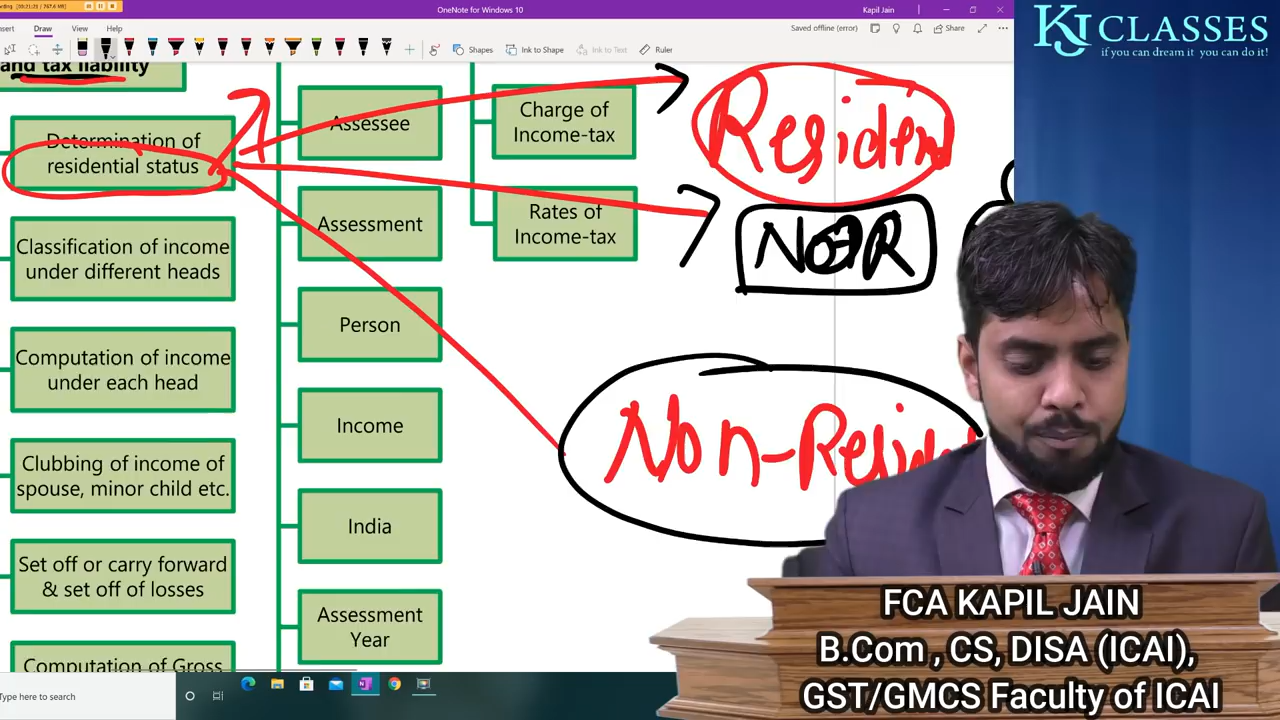 OneNote for Windows 10
Kapil Jain
Draw
View
Help
Shapes
Ink to Shape
Ink to Text
Ruler
Saved offline (error)
Share
and tax liability
Determination of
residential status
Classification of income
under different heads
Computation of income
under each head
Clubbing of income of
spouse, minor child etc.
Set off or carry forward
& set off of losses
Computation of Gross
Assessee
Assessment
Person
Income
India
Assessment
Year
Charge of
Income-tax
Rates of
Income-tax
Resident
Non-Resid
KJ CLASSES
if you can dream it you can do it!
FCA KAPIL JAIN
B.Com , CS, DISA (ICAI),
GST/GMCS Faculty of ICAI
Type here to search